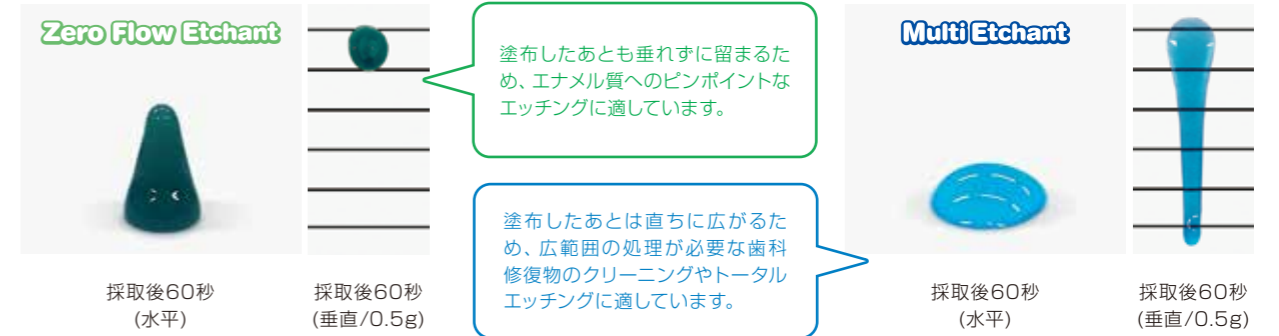 Zero Flow Etchant
塗布したあとも垂れずに留まるた
め、エナメル質へのピンポイントな
エッチングに適しています。
採取後60秒
(水平)
採取後60秒
(垂直/0.5g)
塗布したあとは直ちに広がるた
め、広範囲の処理が必要な歯科
修復物のクリーニングやトータル
エッチングに適しています。
Multi Etchant
採取後60秒
(水平)
採取後60秒
(垂直/0.5g)